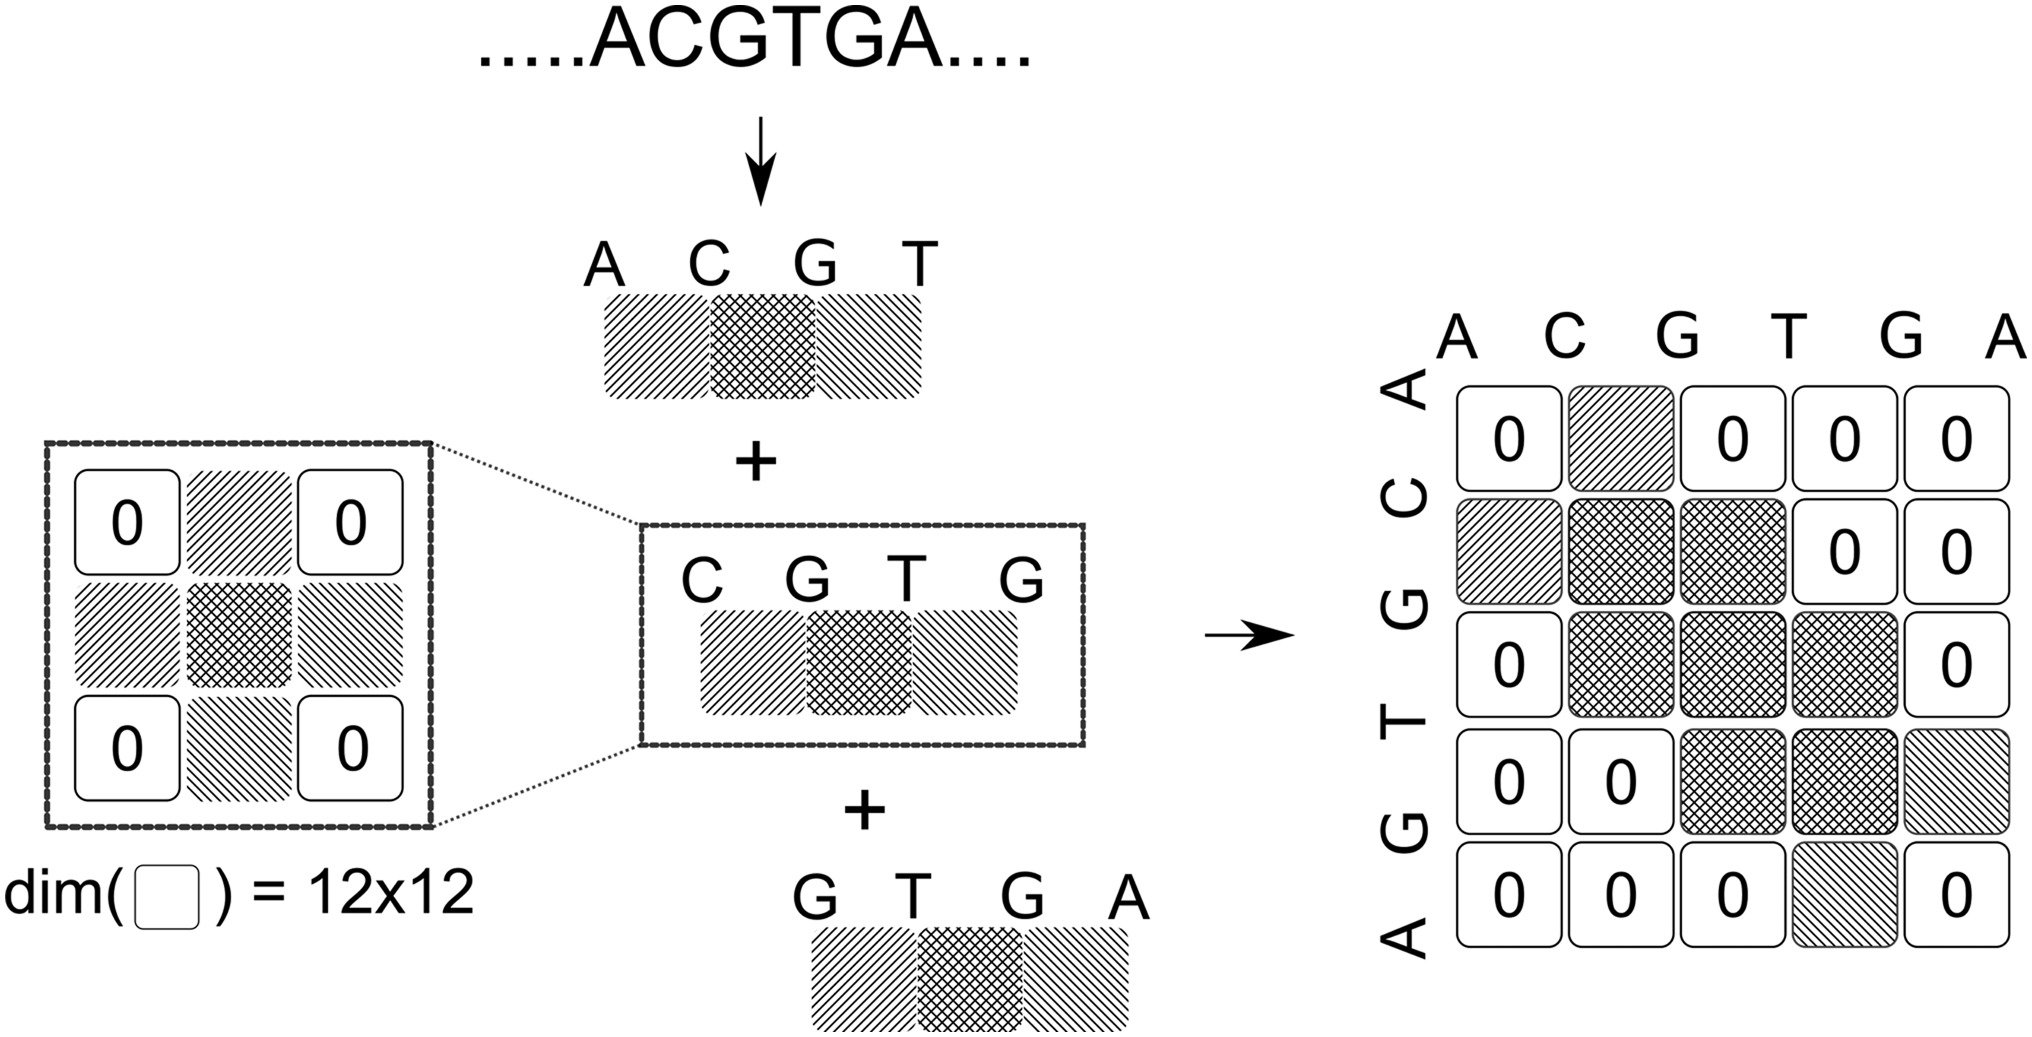 .....ACGTGA....
A C G T
+
0 0
0 0
dim( ) = 12x12
C G T G
+
G T G A
A C G T G A
A
C
G
T
G
A
0 0 0 0
0 0
0 0
0 0
0 0 0 0